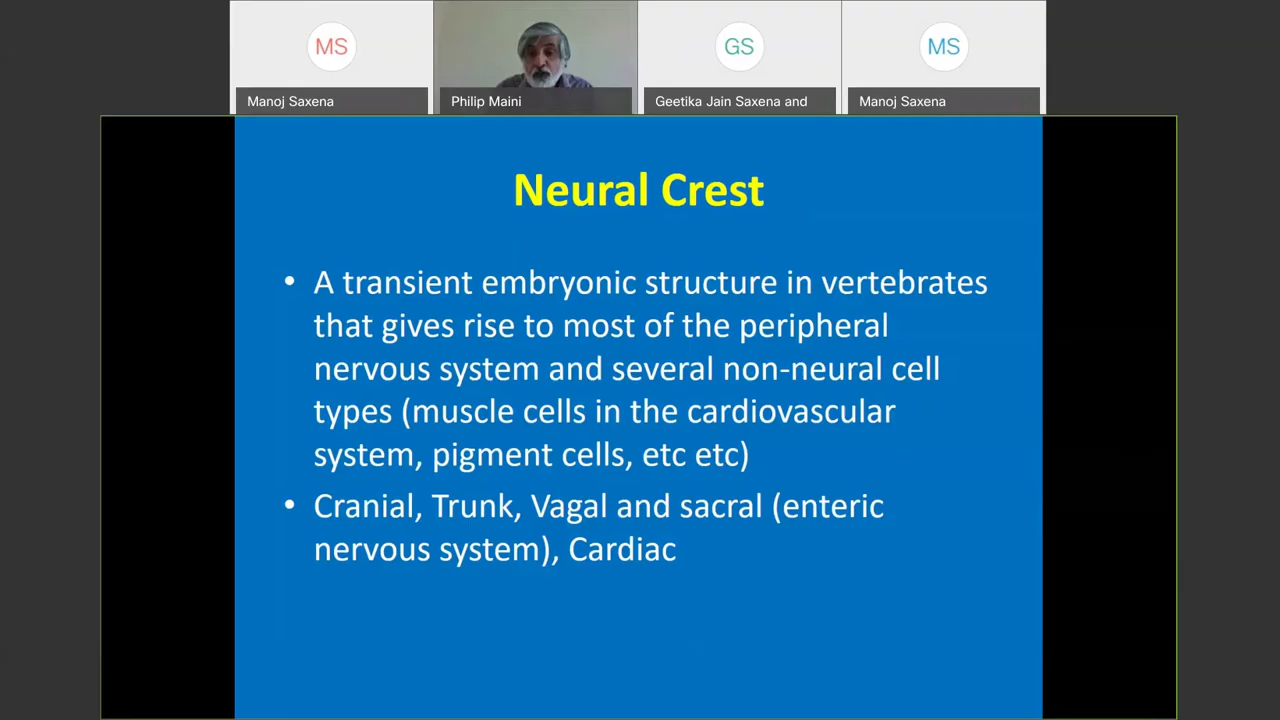 MS
GS
MS
Manoj Saxena
Philip Maini
Geetika Jain Saxena and
Manoj Saxena
Neural Crest
• A transient embryonic structure in vertebrates
that gives rise to most of the peripheral
nervous system and several non-neural cell
types (muscle cells in the cardiovascular
system, pigment cells, etc etc)
• Cranial, Trunk, Vagal and sacral (enteric
nervous system), Cardiac